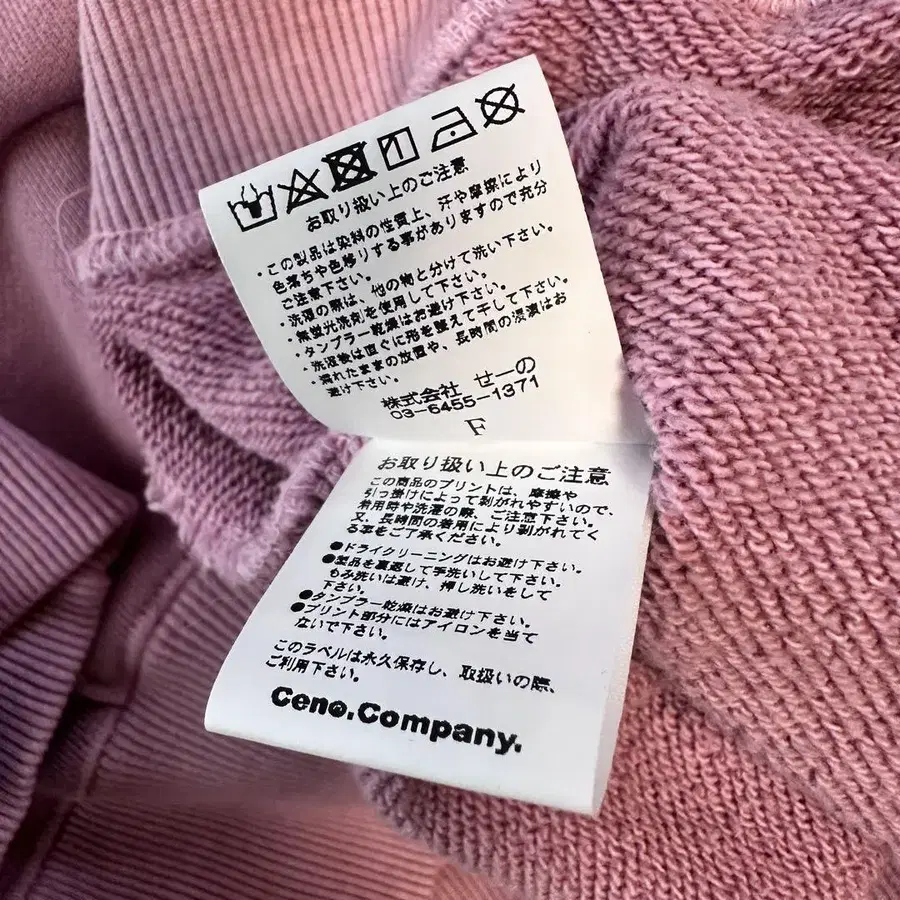 お取り扱い上のご注意
・この製品は染料の性質上、汗や摩擦により
色落ちや色移りする事がありますので充分
ご注意下さい。
・洗濯の際は、他の物と分けて洗い下さい。
・無蛍光洗剤を使用して下さい。
・タンブラー乾燥はお避け下さい。
・洗濯後は直ぐに形を整えて干して下さい。
・濡れたままの放置や、長時間の浸漬はお
避け下さい。
株式会社 せーの
03-6455-1371
F
お取り扱い上のご注意
この商品のプリントは、摩擦や
引っ掛けによって剥がれやすいので、
着用時や洗濯の際、ご注意下さい。
又、長時間の着用により剥がれてく
る事をご了承ください。
●ドライクリーニングはお避け下さい。
●製品を裏返して手洗いして下さい。
もみ洗いは避け、押し洗いをして
下さい。
●タンブラー乾燥はお避け下さい。
●プリント部分にはアイロンを当て
ないで下さい。
このラベルは永久保存し、取扱いの際、
ご利用下さい。
Ceno.Company.